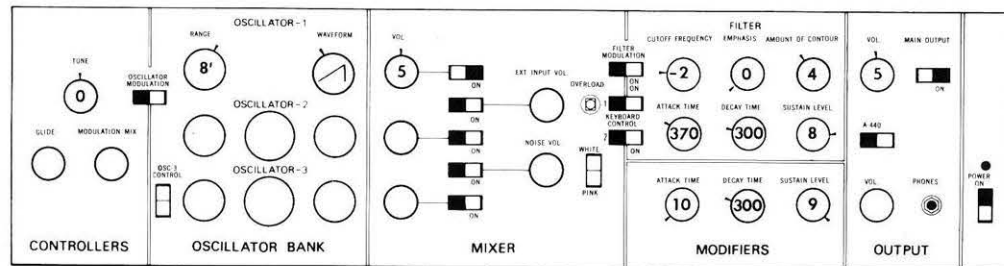 TUNE
0
OSCILLATOR
MODULATION
ON
GLIDE
MODULATION MIX
CONTROLLERS
OSCILLATOR-1
RANGE
8'
WAVEFORM
OSCILLATOR-2
OSC-3
CONTROL
OSCILLATOR-3
OSCILLATOR BANK
VOL
5
ON
ON
ON
ON
ON
EXT INPUT VOL.
OVERLOAD
NOISE VOL.
WHITE
PINK
MIXER
FILTER
MODULATION
ON
ON
1
KEYBOARD
CONTROL
2
ON
FILTER
CUTOFF FREQUENCY
EMPHASIS
AMOUNT OF CONTOUR
-2
0
4
ATTACK TIME
DECAY TIME
SUSTAIN LEVEL
370
300
8
ATTACK TIME
DECAY TIME
SUSTAIN LEVEL
10
300
9
MODIFIERS
VOL.
MAIN OUTPUT
5
ON
A-440
VOL.
PHONES
OUTPUT
POWER
ON